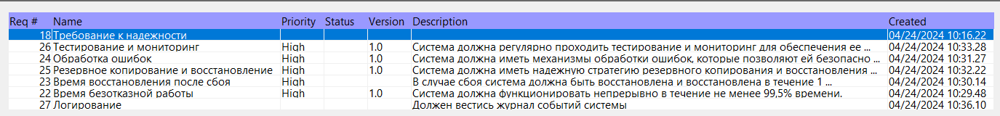 Req # Name Priority Status Version Description Created
18 Требование к надежности 04/24/2024 10:16.22
26 Тестирование и мониторинг High 1.0 Система должна регулярно проходить тестирование и мониторинг для обеспечения ее ... 04/24/2024 10:33.28
24 Обработка ошибок High 1.0 Система должна иметь механизмы обработки ошибок, которые позволяют ей безопасно ... 04/24/2024 10:31.27
25 Резервное копирование и восстановление High 1.0 Система должна иметь надежную стратегию резервного копирования и восстановления ... 04/24/2024 10:32.22
23 Время восстановления после сбоя High В случае сбоя система должна быть восстановлена и восстановлена в течение 1 ... 04/24/2024 10:30.14
22 Время безотказной работы High 1.0 Система должна функционировать непрерывно в течение не менее 99,5% времени. 04/24/2024 10:29.48
27 Логирование Должен вестись журнал событий системы 04/24/2024 10:36.10